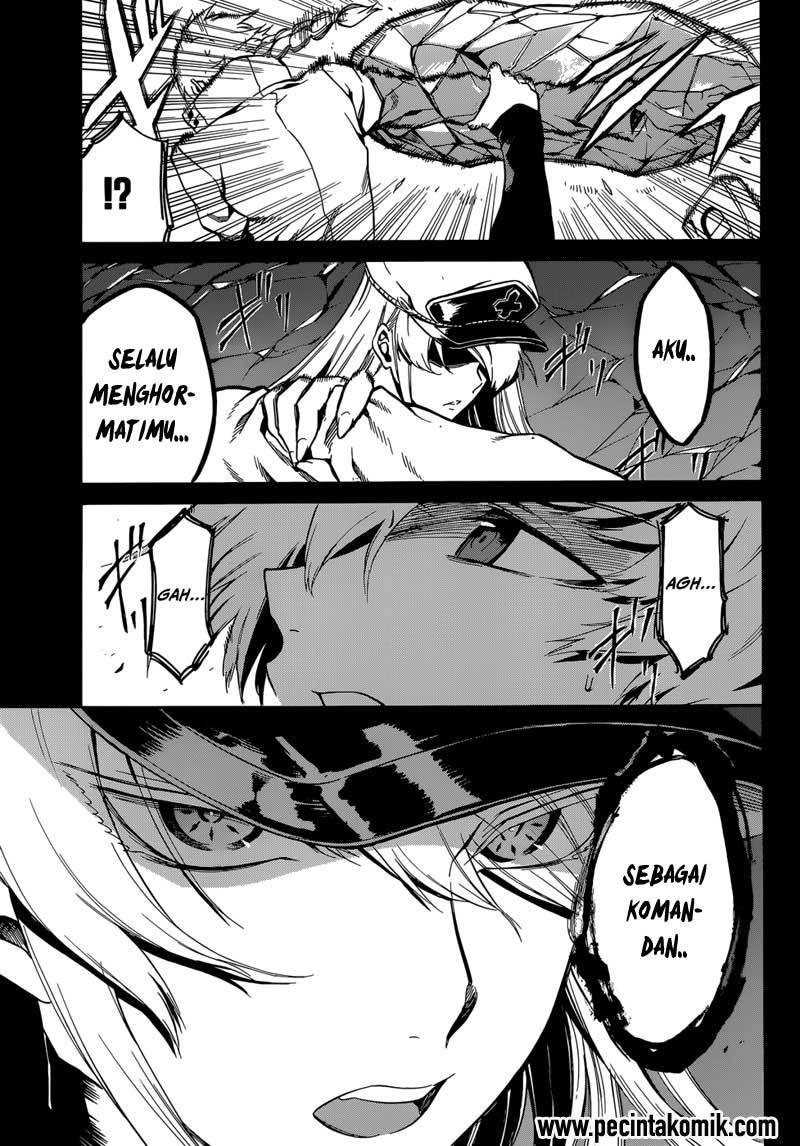 !?
AKU..
SELALU
MENGHOR-
MATIMU...
AGH...
GAH...
SEBAGAI
KOMAN-
DAN..
www.pecintakomik.com